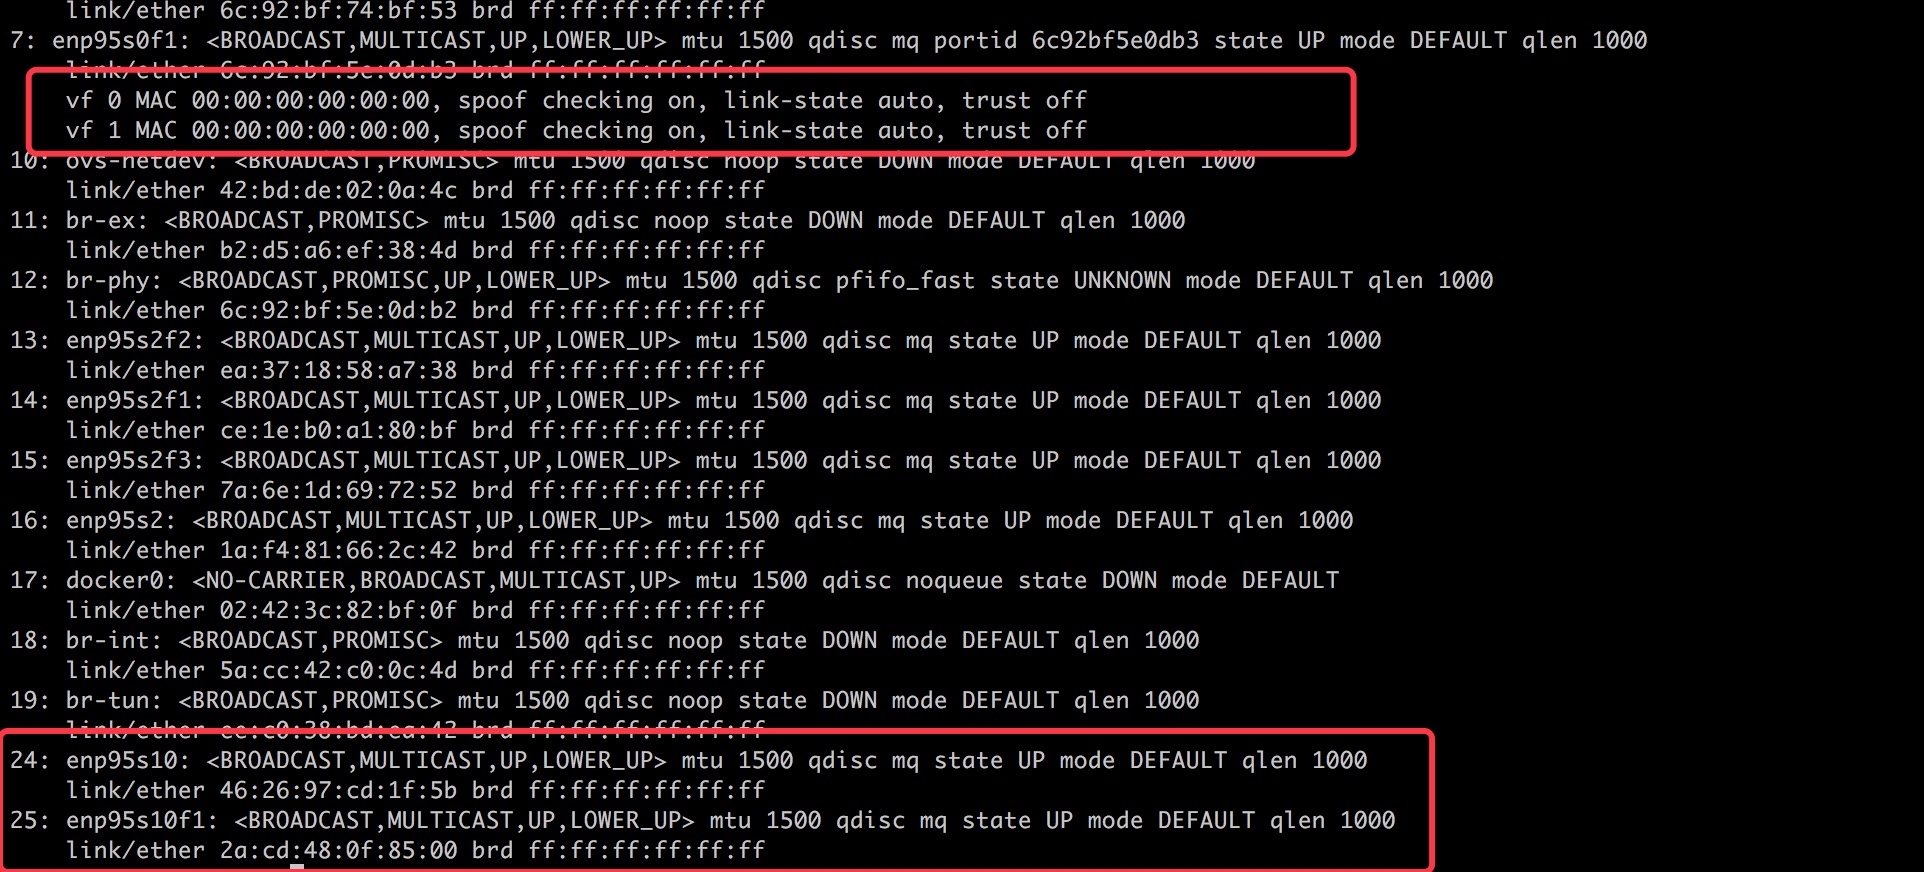 link/ether 6c:92:bf:74:bf:53 brd ff:ff:ff:ff:ff:ff
7: enp95s0f1: <BROADCAST,MULTICAST,UP,LOWER_UP> mtu 1500 qdisc mq portid 6c92bf5e0db3 state UP mode DEFAULT qlen 1000
link/ether 6c:92:bf:5e:0d:b3 brd ff:ff:ff:ff:ff:ff
vf 0 MAC 00:00:00:00:00:00, spoof checking on, link-state auto, trust off
vf 1 MAC 00:00:00:00:00:00, spoof checking on, link-state auto, trust off
10: ovs-netdev: <BROADCAST,PROMISC> mtu 1500 qdisc noop state DOWN mode DEFAULT qlen 1000
link/ether 42:bd:de:02:0a:4c brd ff:ff:ff:ff:ff:ff
11: br-ex: <BROADCAST,PROMISC> mtu 1500 qdisc noop state DOWN mode DEFAULT qlen 1000
link/ether b2:d5:a6:ef:38:4d brd ff:ff:ff:ff:ff:ff
12: br-phy: <BROADCAST,PROMISC,UP,LOWER_UP> mtu 1500 qdisc pfifo_fast state UNKNOWN mode DEFAULT qlen 1000
link/ether 6c:92:bf:5e:0d:b2 brd ff:ff:ff:ff:ff:ff
13: enp95s2f2: <BROADCAST,MULTICAST,UP,LOWER_UP> mtu 1500 qdisc mq state UP mode DEFAULT qlen 1000
link/ether ea:37:18:58:a7:38 brd ff:ff:ff:ff:ff:ff
14: enp95s2f1: <BROADCAST,MULTICAST,UP,LOWER_UP> mtu 1500 qdisc mq state UP mode DEFAULT qlen 1000
link/ether ce:1e:b0:a1:80:bf brd ff:ff:ff:ff:ff:ff
15: enp95s2f3: <BROADCAST,MULTICAST,UP,LOWER_UP> mtu 1500 qdisc mq state UP mode DEFAULT qlen 1000
link/ether 7a:6e:1d:69:72:52 brd ff:ff:ff:ff:ff:ff
16: enp95s2: <BROADCAST,MULTICAST,UP,LOWER_UP> mtu 1500 qdisc mq state UP mode DEFAULT qlen 1000
link/ether 1a:f4:81:66:2c:42 brd ff:ff:ff:ff:ff:ff
17: docker0: <NO-CARRIER,BROADCAST,MULTICAST,UP> mtu 1500 qdisc noqueue state DOWN mode DEFAULT
link/ether 02:42:3c:82:bf:0f brd ff:ff:ff:ff:ff:ff
18: br-int: <BROADCAST,PROMISC> mtu 1500 qdisc noop state DOWN mode DEFAULT qlen 1000
link/ether 5a:cc:42:c0:0c:4d brd ff:ff:ff:ff:ff:ff
19: br-tun: <BROADCAST,PROMISC> mtu 1500 qdisc noop state DOWN mode DEFAULT qlen 1000
link/ether ee:c0:38:bd:ea:42 brd ff:ff:ff:ff:ff:ff
24: enp95s10: <BROADCAST,MULTICAST,UP,LOWER_UP> mtu 1500 qdisc mq state UP mode DEFAULT qlen 1000
link/ether 46:26:97:cd:1f:5b brd ff:ff:ff:ff:ff:ff
25: enp95s10f1: <BROADCAST,MULTICAST,UP,LOWER_UP> mtu 1500 qdisc mq state UP mode DEFAULT qlen 1000
link/ether 2a:cd:48:0f:85:00 brd ff:ff:ff:ff:ff:ff